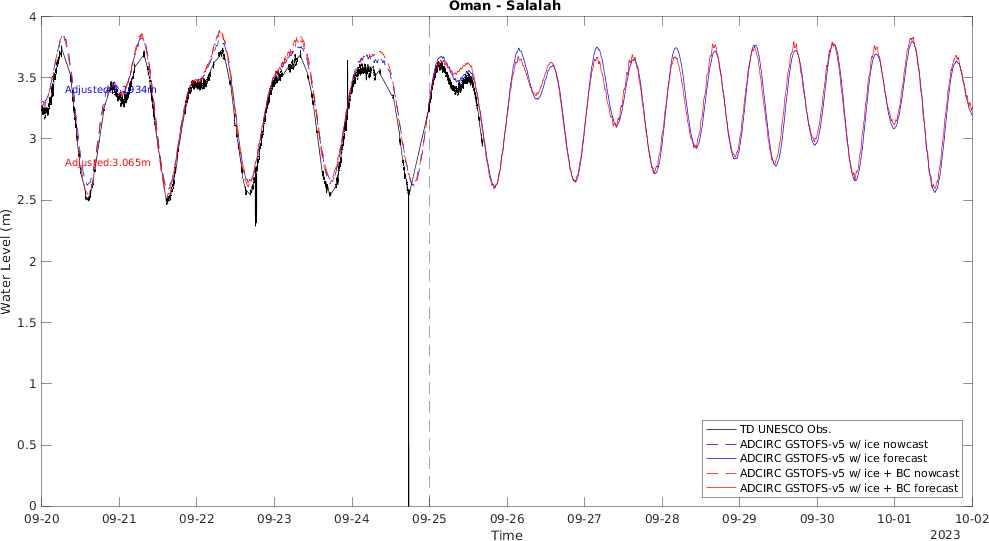 Oman - Salalah
4
3.5
3
2.5
2
1.5
1
0.5
0
Water Level (m)
Adjusted:3.065m
09-20
09-21
09-22
09-23
09-24
09-25
09-26
09-27
09-28
09-29
09-30
10-01
10-02
Time
2023
TD UNESCO Obs.
ADCIRC GSTOFS-v5 w/ ice nowcast
ADCIRC GSTOFS-v5 w/ ice forecast
ADCIRC GSTOFS-v5 w/ ice + BC nowcast
ADCIRC GSTOFS-v5 w/ ice + BC forecast